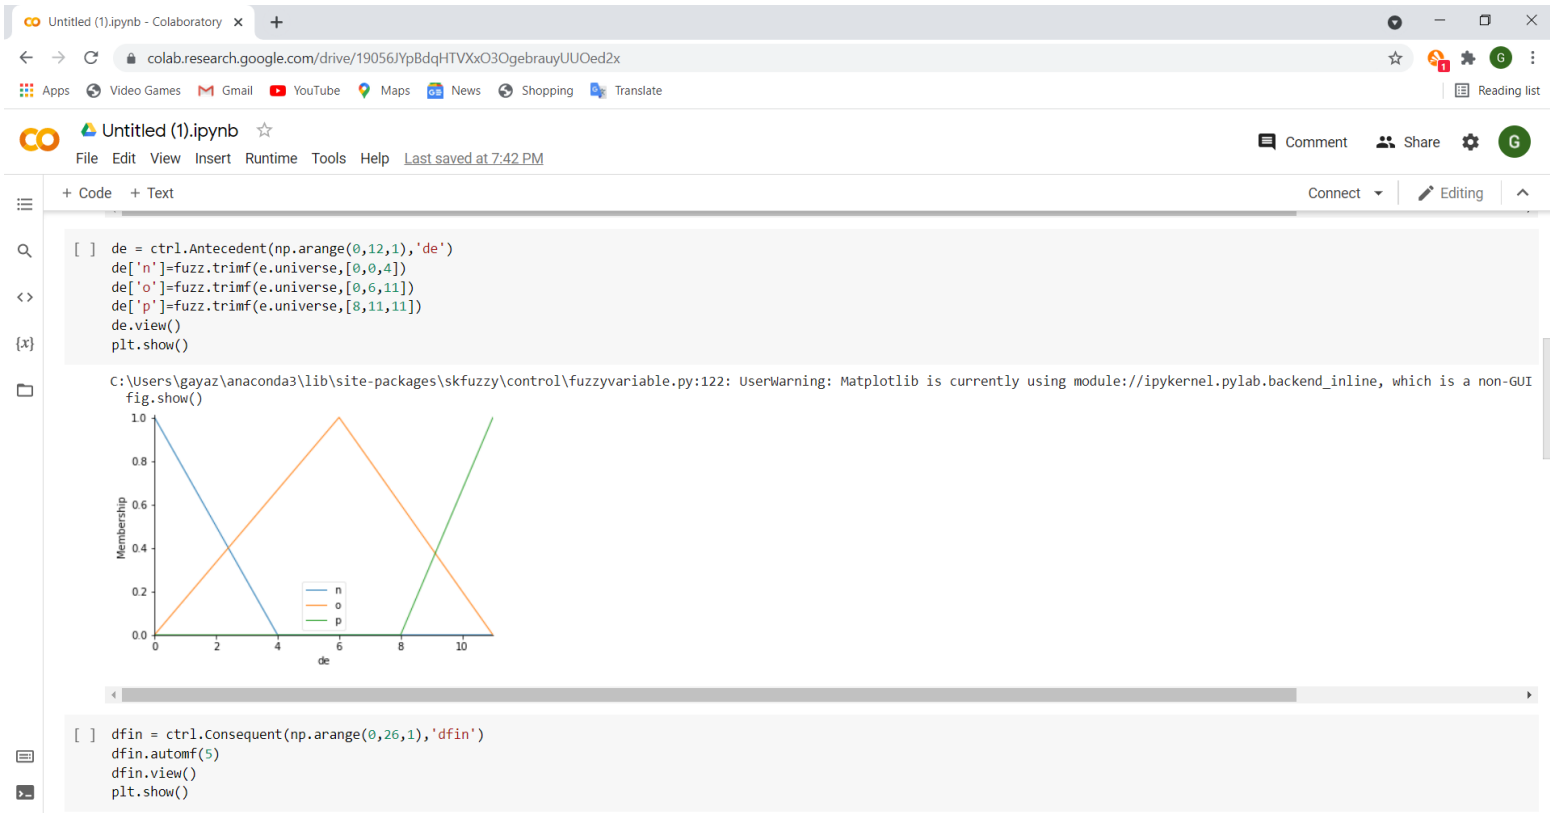 Untitled (1).ipynb - Colaboratory
colab.research.google.com/drive/19056JYpBdqHTVXxO3OgebrauyUUOed2x
1
G
Apps Video Games Gmail YouTube Maps News Shopping Translate Reading list
Untitled (1).ipynb
Comment Share G
File Edit View Insert Runtime Tools Help Last saved at 7:42 PM
+ Code + Text Connect Editing
[ ] de = ctrl.Antecedent(np.arange(0,12,1),'de')
de['n']=fuzz.trimf(e.universe,[0,0,4])
de['o']=fuzz.trimf(e.universe,[0,6,11])
de['p']=fuzz.trimf(e.universe,[8,11,11])
de.view()
plt.show()
C:\Users\gayaz\anaconda3\lib\site-packages\skfuzzy\control\fuzzyvariable.py:122: UserWarning: Matplotlib is currently using module://ipykernel.pylab.backend_inline, which is a non-GUI
fig.show()
1.0
0.8
0.6
0.4
0.2
0.0
Membership
n
o
p
0 2 4 6 8 10
de
[ ] dfin = ctrl.Consequent(np.arange(0,26,1),'dfin')
dfin.automf(5)
dfin.view()
plt.show()